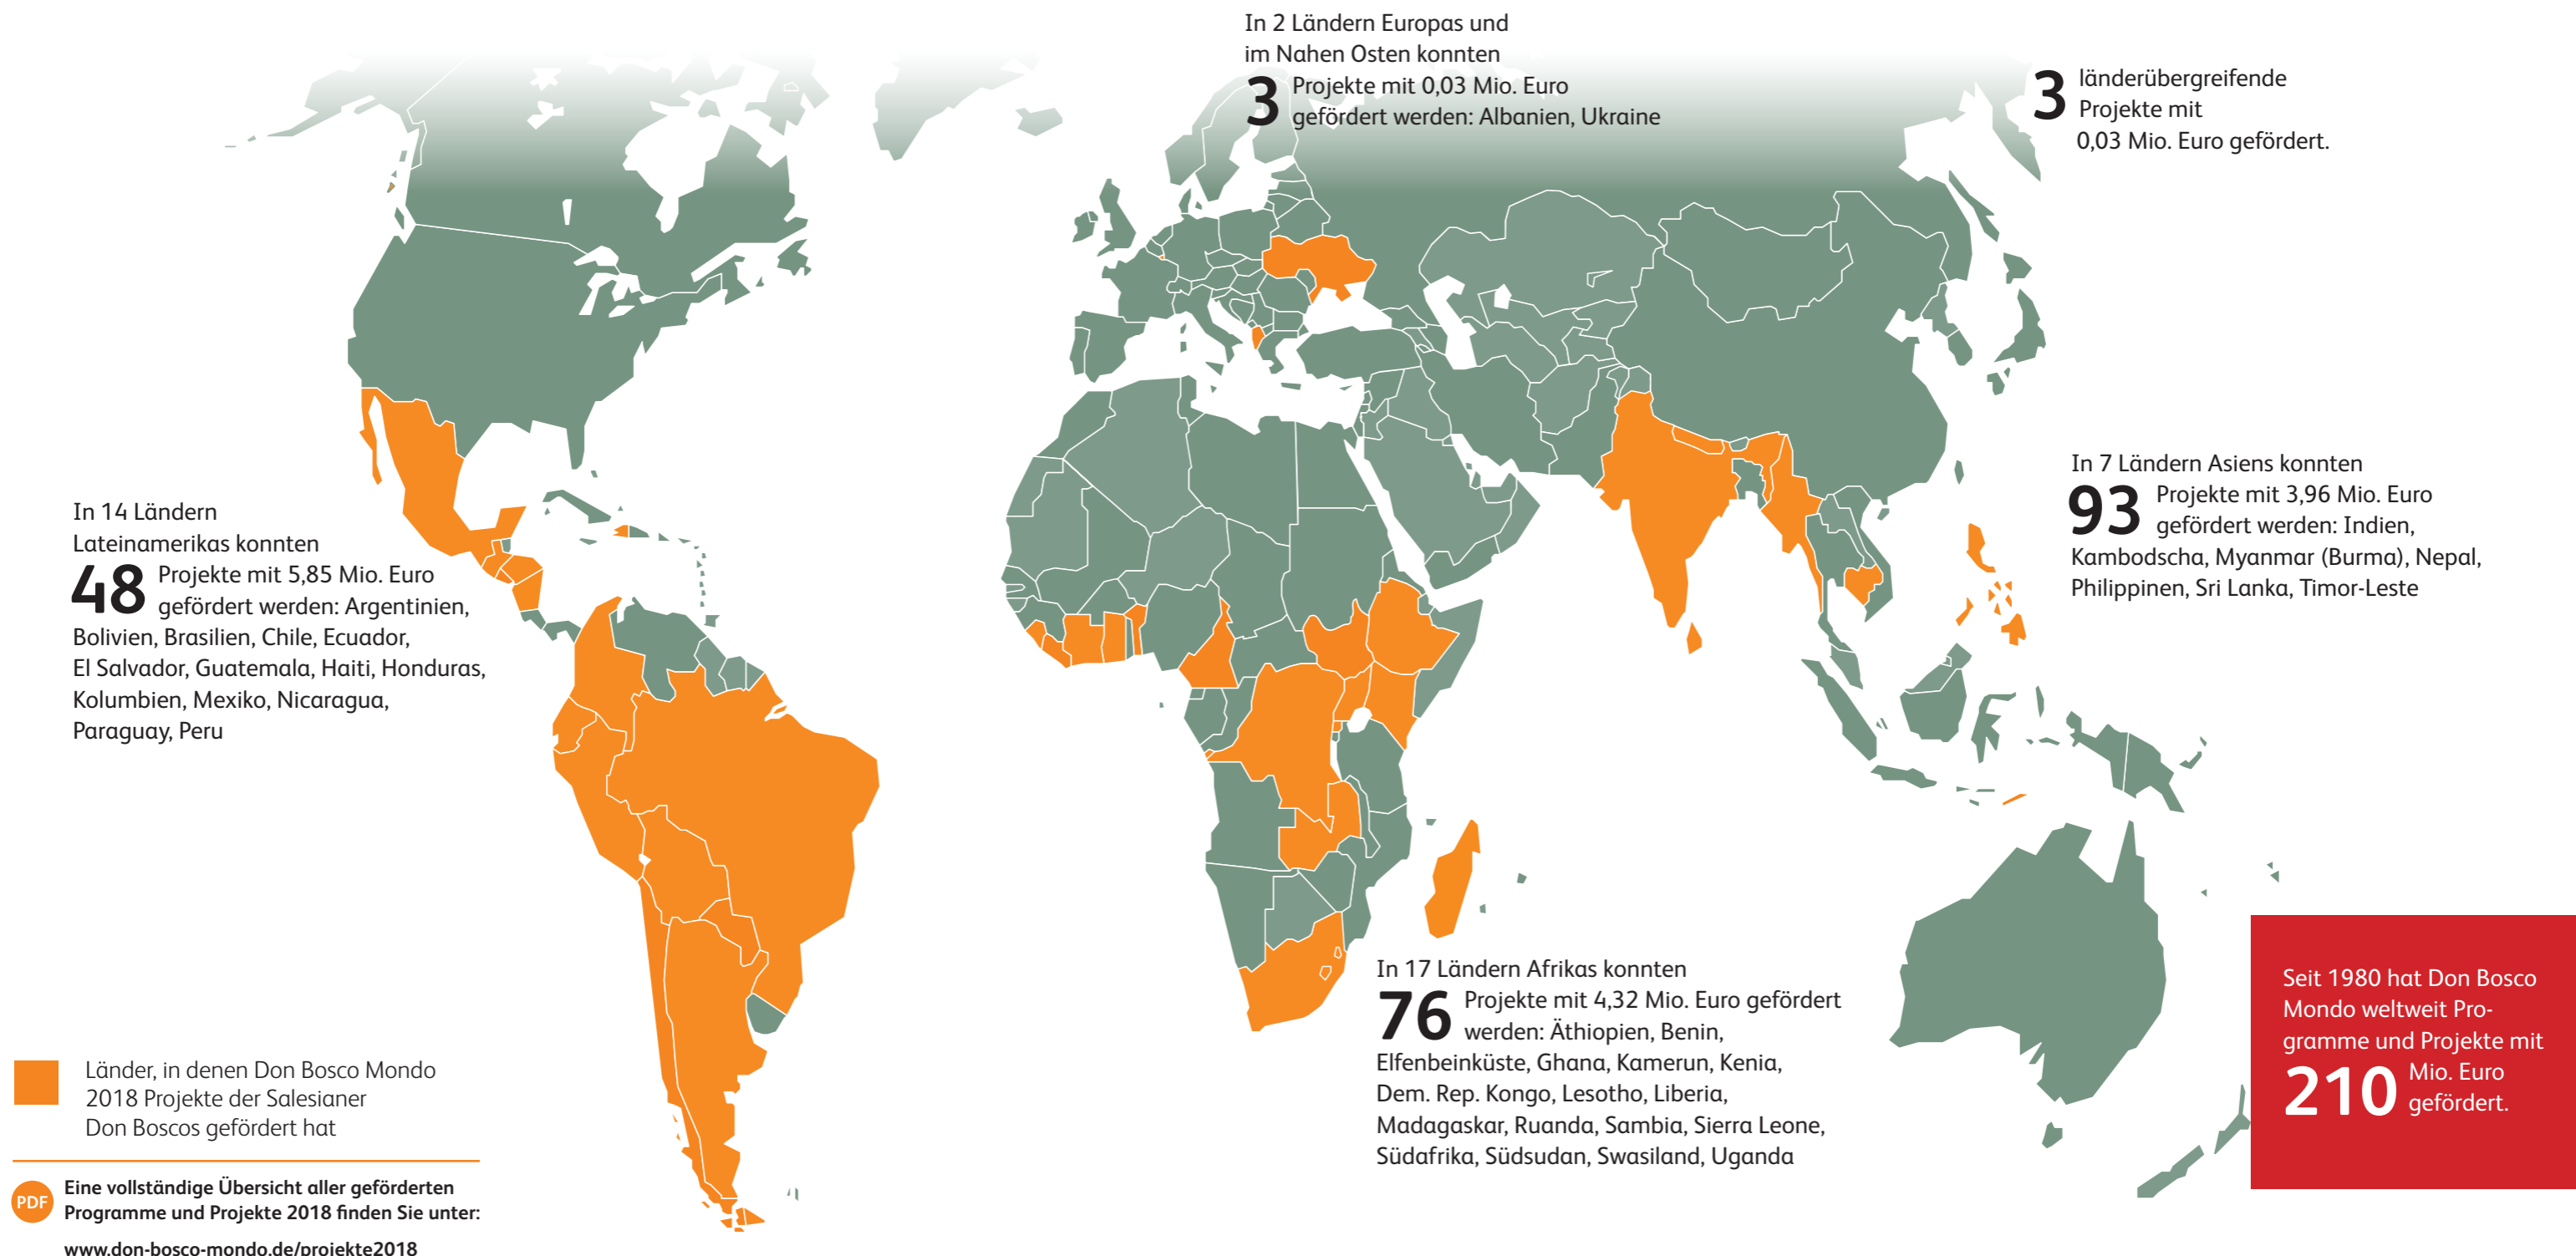 In 2 Ländern Europas und
im Nahen Osten konnten
3 Projekte mit 0,03 Mio. Euro
gefördert werden: Albanien, Ukraine
3 länderübergreifende
Projekte mit
0,03 Mio. Euro gefördert.
In 14 Ländern
Lateinamerikas konnten
48 Projekte mit 5,85 Mio. Euro
gefördert werden: Argentinien,
Bolivien, Brasilien, Chile, Ecuador,
El Salvador, Guatemala, Haiti, Honduras,
Kolumbien, Mexiko, Nicaragua,
Paraguay, Peru
In 7 Ländern Asiens konnten
93 Projekte mit 3,96 Mio. Euro
gefördert werden: Indien,
Kambodscha, Myanmar (Burma), Nepal,
Philippinen, Sri Lanka, Timor-Leste
In 17 Ländern Afrikas konnten
76 Projekte mit 4,32 Mio. Euro gefördert
werden: Äthiopien, Benin,
Elfenbeinküste, Ghana, Kamerun, Kenia,
Dem. Rep. Kongo, Lesotho, Liberia,
Madagaskar, Ruanda, Sambia, Sierra Leone,
Südafrika, Südsudan, Swasiland, Uganda
Seit 1980 hat Don Bosco
Mondo weltweit Pro-
gramme und Projekte mit
210 Mio. Euro
gefördert.
Länder, in denen Don Bosco Mondo
2018 Projekte der Salesianer
Don Boscos gefördert hat
PDF
Eine vollständige Übersicht aller geförderten
Programme und Projekte 2018 finden Sie unter:
www.don-bosco-mondo.de/projekte2018